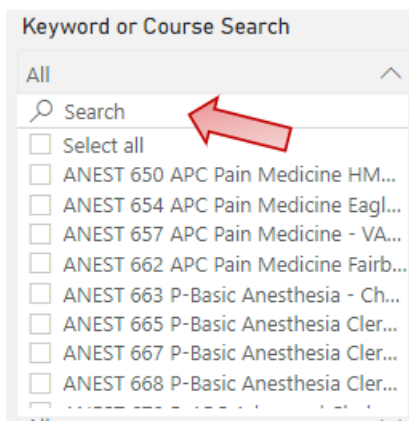 Keyword or Course Search
All
Search
Select all
ANEST 650 APC Pain Medicine HM...
ANEST 654 APC Pain Medicine Eagl...
ANEST 657 APC Pain Medicine - VA...
ANEST 662 APC Pain Medicine Fairb...
ANEST 663 P-Basic Anesthesia - Ch...
ANEST 665 P-Basic Anesthesia Cler...
ANEST 667 P-Basic Anesthesia Cler...
ANEST 668 P-Basic Anesthesia Cler...